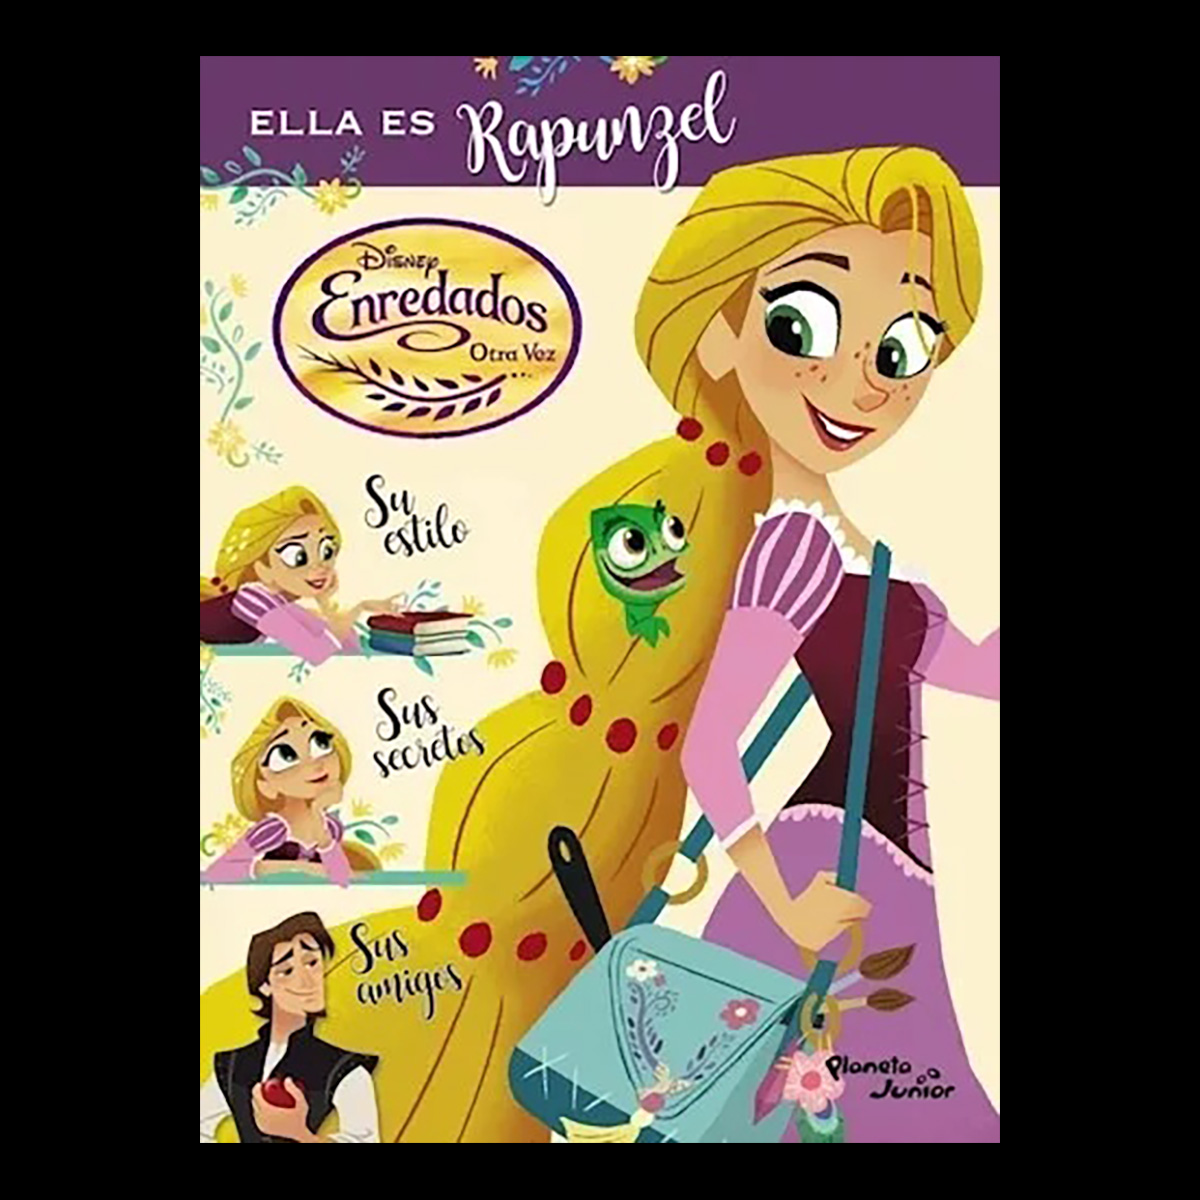 ELLA ES Rapunzel
Disney
Enredados
Otra Vez
Su
estilo
Sus
secretos
Sus
amigos
Planeta
Junior